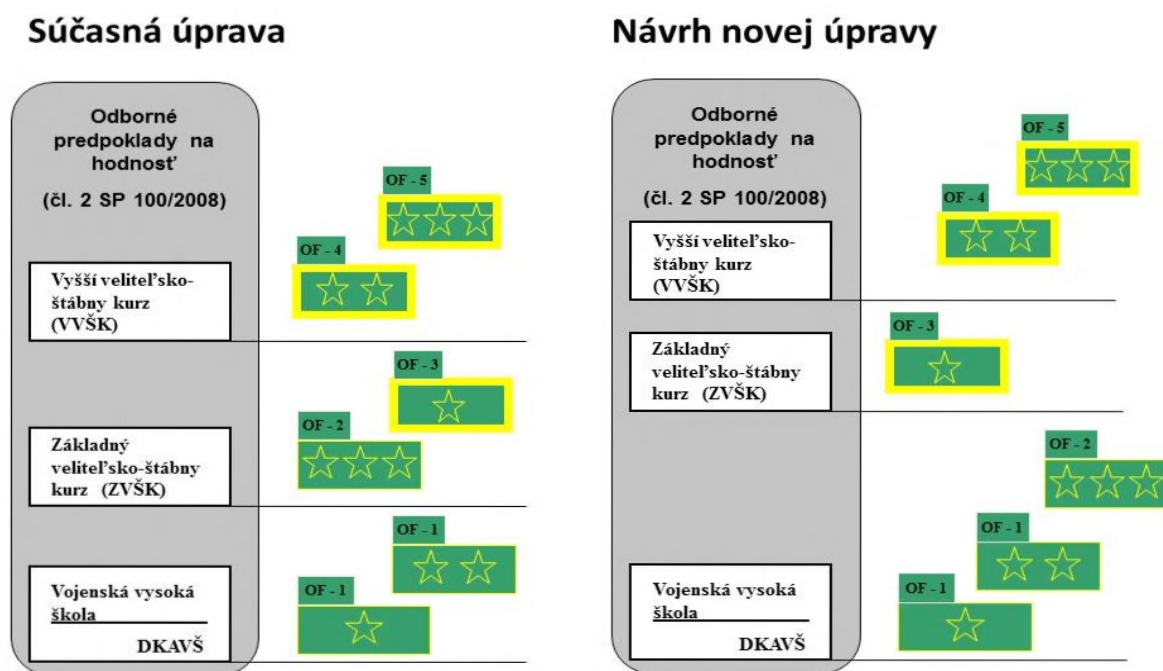 Súčasná úprava
Odborné
predpoklady na
hodnosť
(čl. 2 SP 100/2008)
OF - 5
OF - 4
Vyšší veliteľsko-
štábny kurz
(VVŠK)
OF - 3
OF - 2
Základný
veliteľsko-štábny
kurz (ZVŠK)
OF - 1
OF - 1
Vojenská vysoká
škola
DKAVŠ
Návrh novej úpravy
Odborné
predpoklady na
hodnosť
(čl. 2 SP 100/2008)
OF - 5
OF - 4
Vyšší veliteľsko-
štábny kurz
(VVŠK)
OF - 3
Základný
veliteľsko-štábny
kurz (ZVŠK)
OF - 2
OF - 1
OF - 1
Vojenská vysoká
škola
DKAVŠ